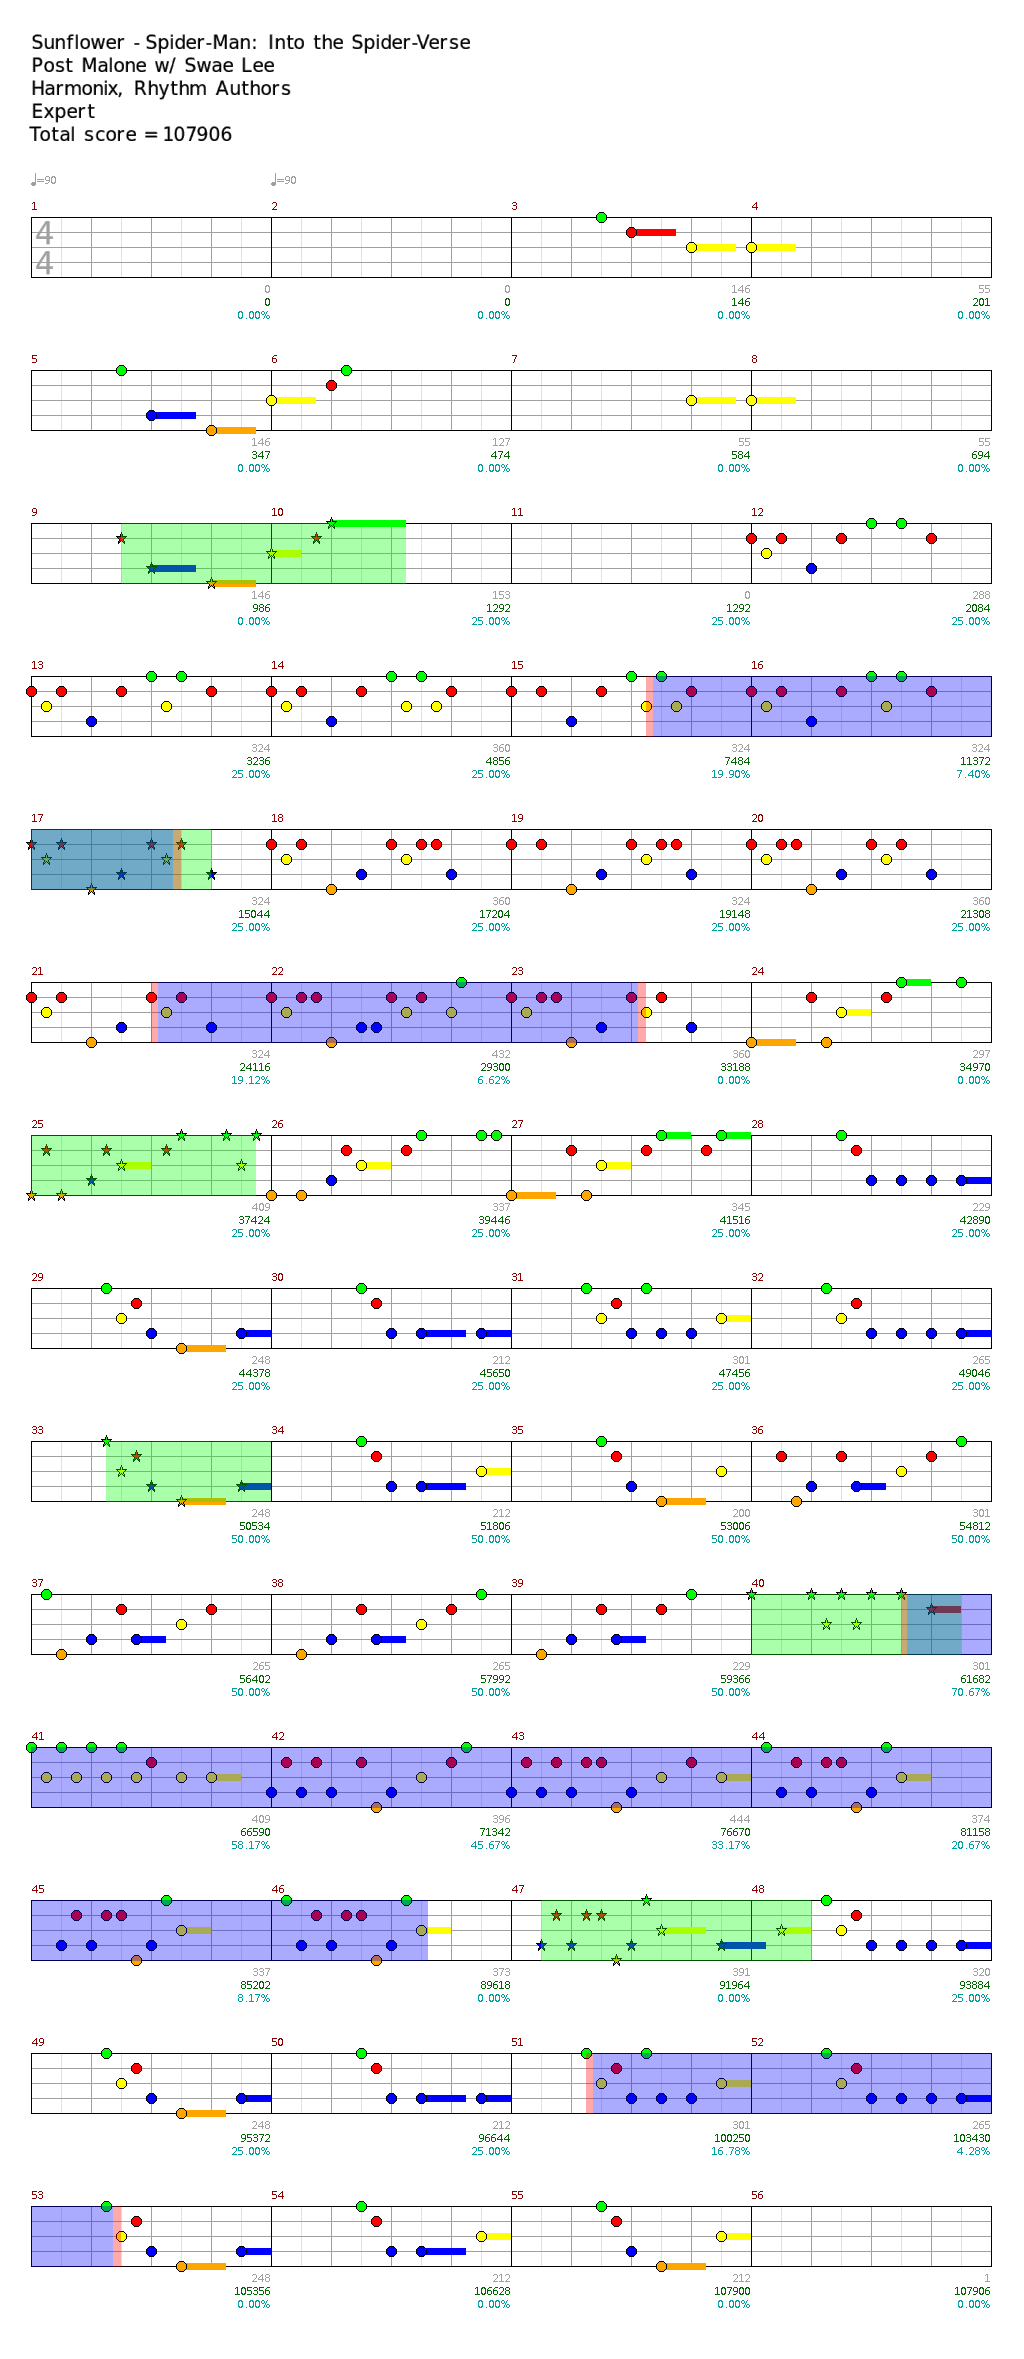 Sunflower - Spider-Man: Into the Spider-Verse
Post Malone w/ Swae Lee
Harmonix, Rhythm Authors
Expert
Total score = 107906
♩=90 ♩=90
1 2 3 4
4
4
0 0 146 55
0 0 146 201
0.00% 0.00% 0.00% 0.00%
5 6 7 8
146 127 55 55
347 474 584 694
0.00% 0.00% 0.00% 0.00%
9 10 11 12
146 153 0 288
986 1292 1292 2084
0.00% 25.00% 25.00% 25.00%
13 14 15 16
324 360 324 324
3236 4856 7484 11372
25.00% 25.00% 19.90% 7.40%
17 18 19 20
324 360 324 360
15044 17204 19148 21308
25.00% 25.00% 25.00% 25.00%
21 22 23 24
324 432 360 297
24116 29300 33188 34970
19.12% 6.62% 0.00% 0.00%
25 26 27 28
409 337 345 229
37424 39446 41516 42890
25.00% 25.00% 25.00% 25.00%
29 30 31 32
248 212 301 265
44378 45650 47456 49046
25.00% 25.00% 25.00% 25.00%
33 34 35 36
248 212 200 301
50534 51806 53006 54812
50.00% 50.00% 50.00% 50.00%
37 38 39 40
265 265 229 301
56402 57992 59366 61682
50.00% 50.00% 50.00% 70.67%
41 42 43 44
409 396 444 374
66590 71342 76670 81158
58.17% 45.67% 33.17% 20.67%
45 46 47 48
337 373 391 320
85202 89618 91964 93884
8.17% 0.00% 0.00% 25.00%
49 50 51 52
248 212 301 265
95372 96644 100250 103430
25.00% 25.00% 16.78% 4.28%
53 54 55 56
248 212 212 1
105356 106628 107900 107906
0.00% 0.00% 0.00% 0.00%